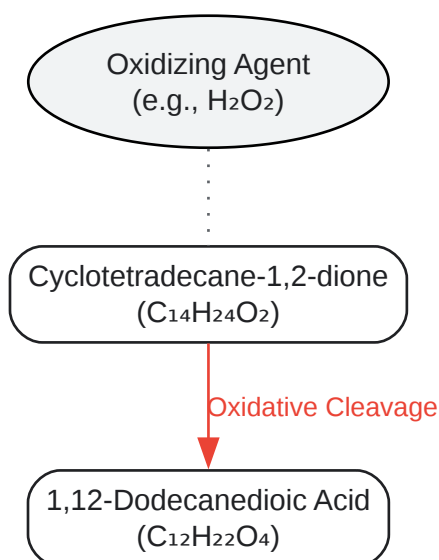 Oxidizing Agent
(e.g., H₂O₂)
Cyclotetradecane-1,2-dione
(C₁₄H₂₄O₂)
Oxidative Cleavage
1,12-Dodecanedioic Acid
(C₁₂H₂₂O₄)